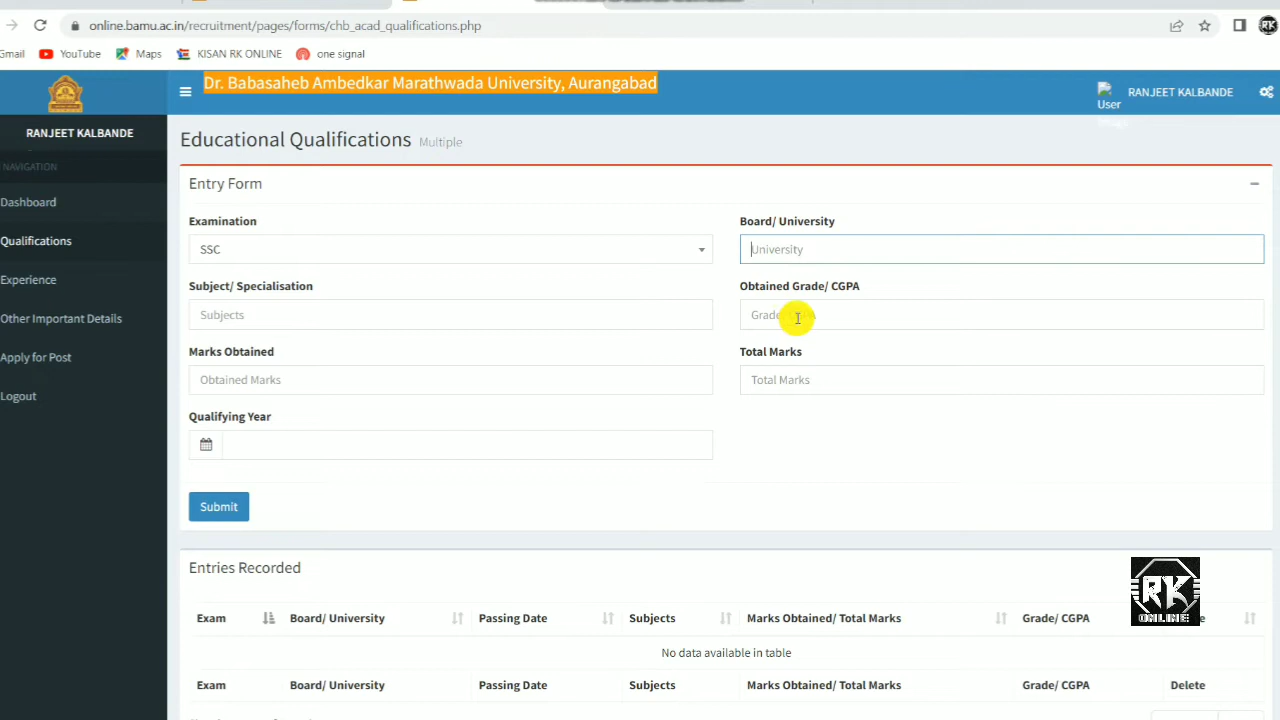 online.bamu.ac.in/recruitment/pages/forms/chb_acad_qualifications.php
Gmail YouTube Maps KISAN RK ONLINE one signal
Dr. Babasaheb Ambedkar Marathwada University, Aurangabad
User RANJEET KALBANDE
RANJEET KALBANDE
NAVIGATION
Dashboard
Qualifications
Experience
Other Important Details
Apply for Post
Logout
Educational Qualifications Multiple
Entry Form
Examination Board/ University
SSC University
Subject/ Specialisation Obtained Grade/ CGPA
Subjects
Marks Obtained Total Marks
Obtained Marks Total Marks
Qualifying Year
Submit
Entries Recorded
RK
ONLINE
Exam Board/ University Passing Date Subjects Marks Obtained/ Total Marks Grade/ CGPA
No data available in table
Exam Board/ University Passing Date Subjects Marks Obtained/ Total Marks Grade/ CGPA Delete